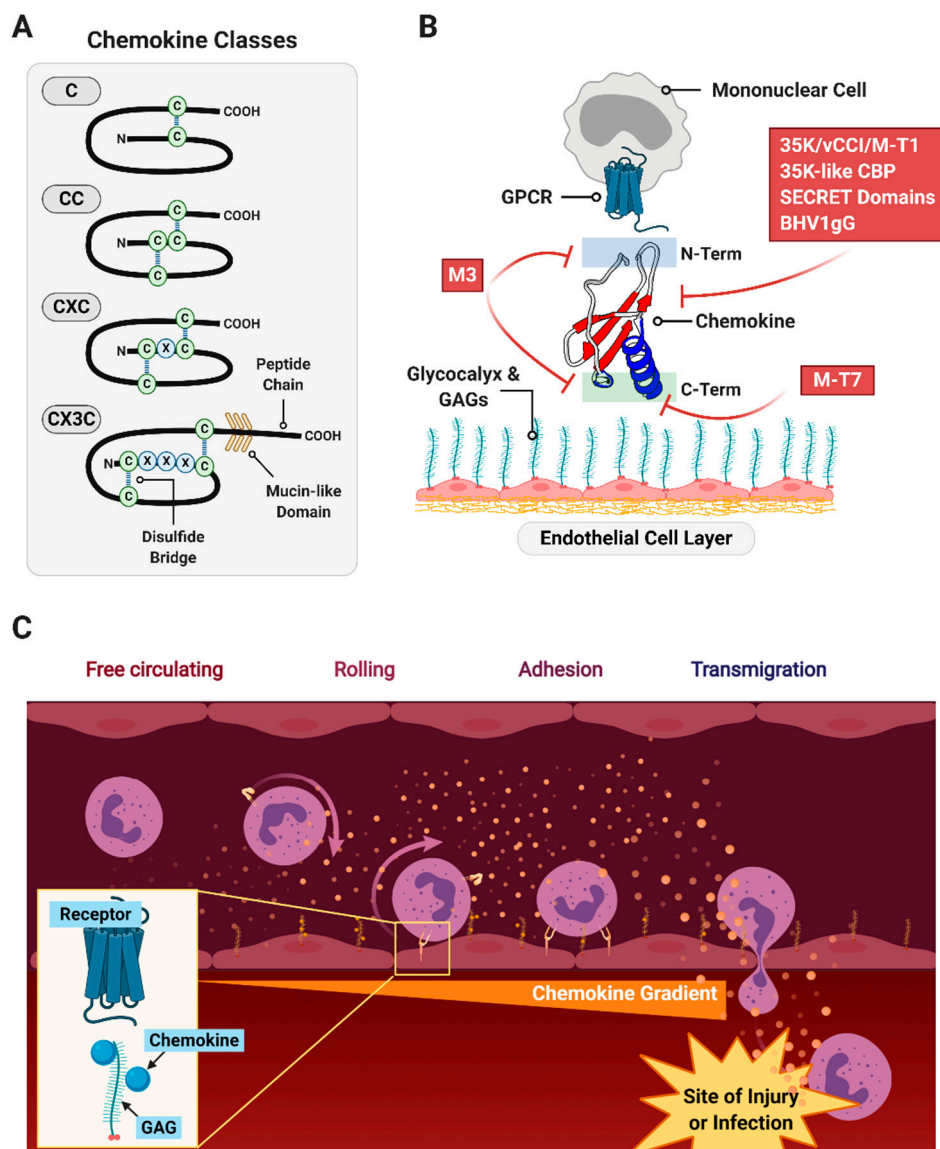 A
Chemokine Classes
C
C
COOH
N
C
CC
C
COOH
N
C
C
C
CXC
C
COOH
N
C
X
C
C
Peptide
Chain
CX3C
C
COOH
N
C
X
X
X
C
C
Mucin-like
Domain
Disulfide
Bridge
B
Mononuclear Cell
GPCR
35K/vCCI/M-T1
35K-like CBP
SECRET Domains
BHV1gG
N-Term
M3
Chemokine
Glycocalyx &
GAGs
C-Term
M-T7
Endothelial Cell Layer
C
Free circulating
Rolling
Adhesion
Transmigration
Receptor
Chemokine
GAG
Chemokine Gradient
Site of Injury
or Infection